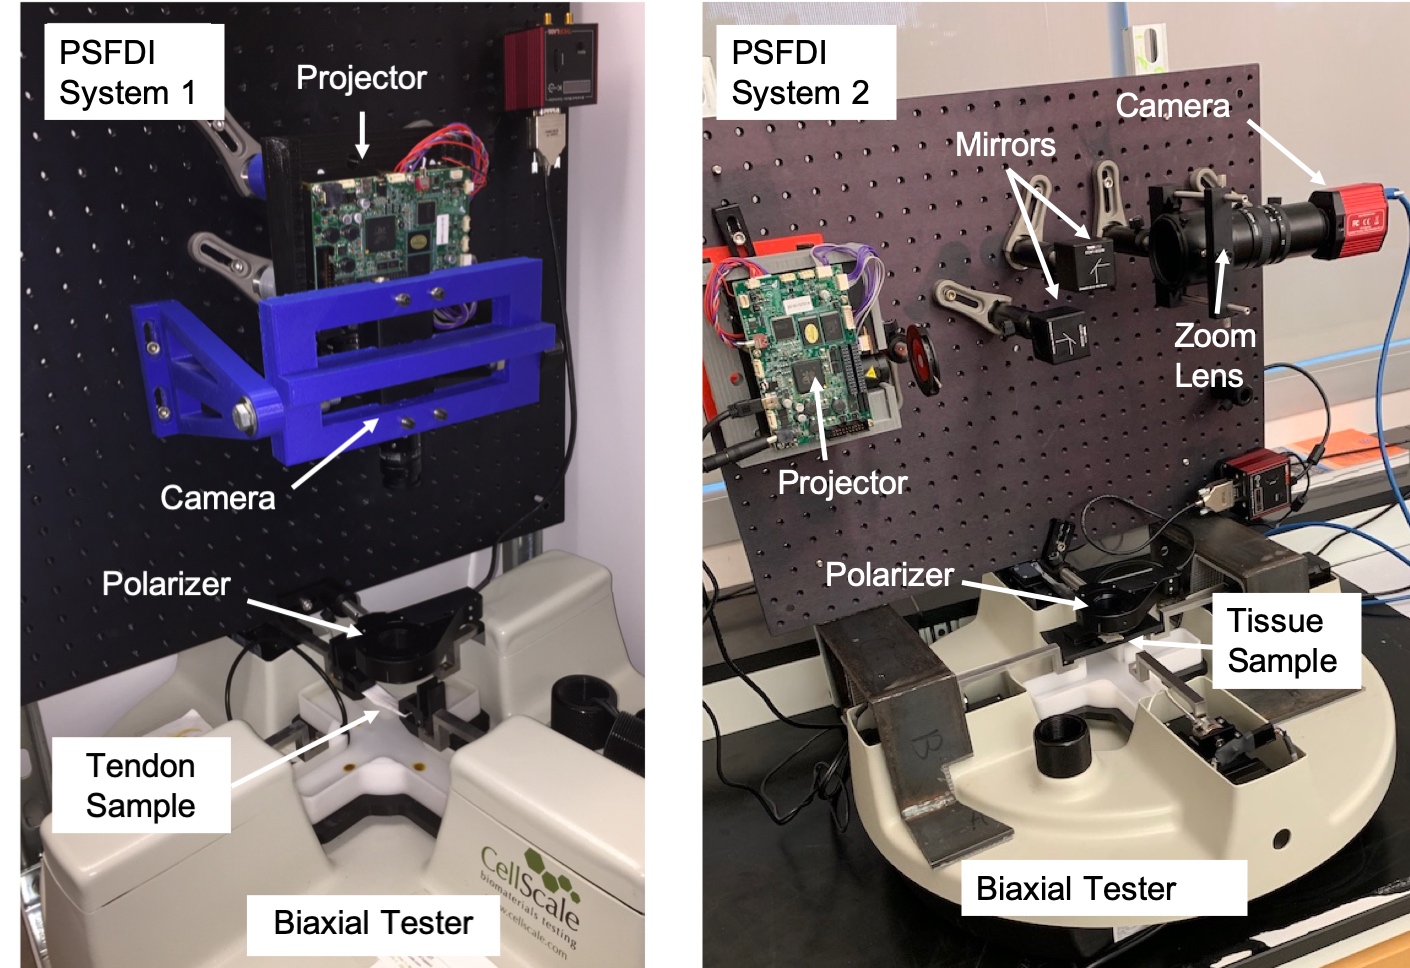 PSFDI
System 1
Projector
Camera
Polarizer
Tendon
Sample
CellScale
biomaterials testing
www.cellscale.com
Biaxial Tester
PSFDI
System 2
Camera
Mirrors
Zoom
Lens
Projector
Polarizer
Tissue
Sample
B
Biaxial Tester